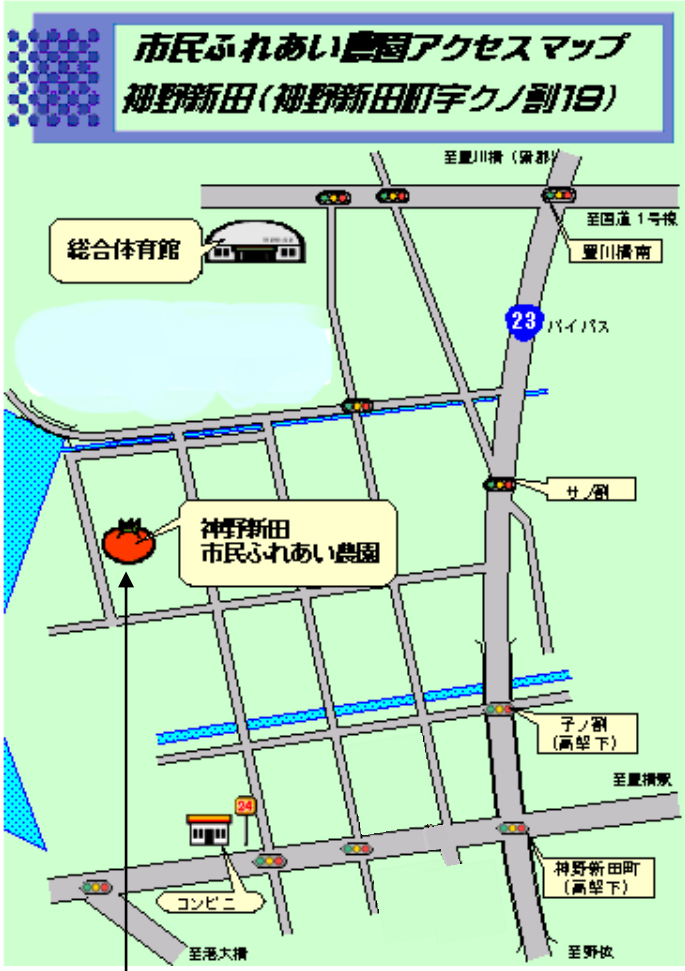 市民ふれあい農園アクセスマップ
神野新田(神野新田町字クノ割18)
至豊川橋(蒲郡)
至国道1号線
総合体育館
豊川橋南
23
バイパス
サノ割
神野新田
市民ふれあい農園
子ノ割
(高架下)
至豊橋駅
24
神野新田町
(高架下)
コンビニ
至港大橋
至野依